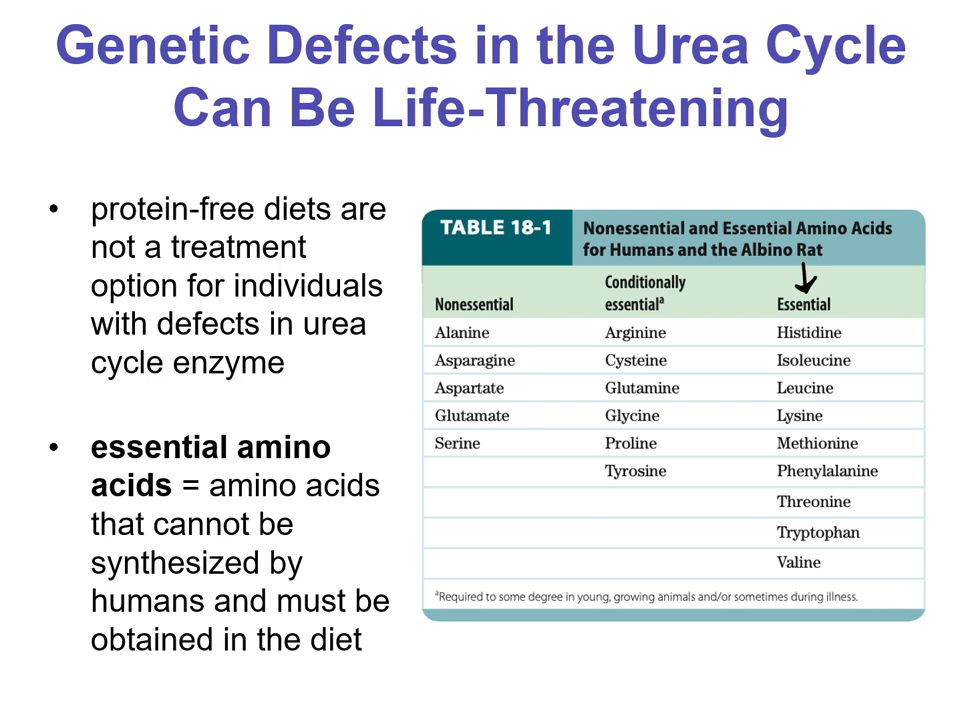 Genetic Defects in the Urea Cycle
Can Be Life-Threatening
• protein-free diets are
not a treatment
option for individuals
with defects in urea
cycle enzyme
• essential amino
acids = amino acids
that cannot be
synthesized by
humans and must be
obtained in the diet
TABLE 18-1 Nonessential and Essential Amino Acids
for Humans and the Albino Rat
Conditionally
Nonessential essentialᵃ Essential
Alanine Arginine Histidine
Asparagine Cysteine Isoleucine
Aspartate Glutamine Leucine
Glutamate Glycine Lysine
Serine Proline Methionine
Tyrosine Phenylalanine
Threonine
Tryptophan
Valine
ᵃRequired to some degree in young, growing animals and/or sometimes during illness.